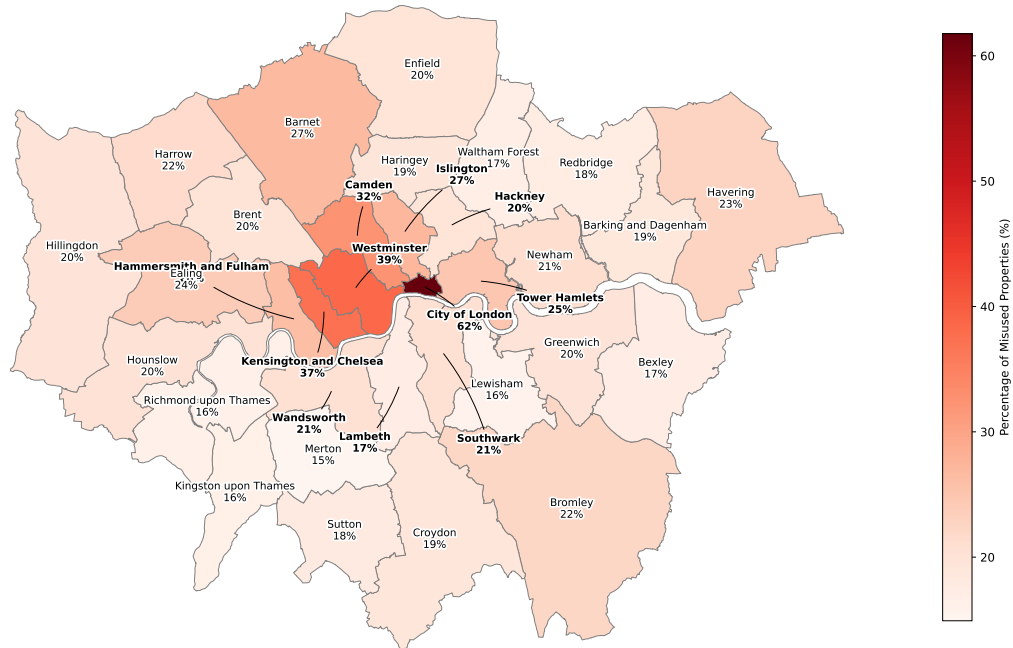 Enfield
20%
Barnet
27%
Harrow
22%
Haringey
19%
Waltham Forest
17%
Redbridge
18%
Islington
27%
Camden
32%
Hackney
20%
Havering
23%
Brent
20%
Barking and Dagenham
19%
Hillingdon
20%
Westminster
39%
Newham
21%
Hammersmith and Fulham
Ealing
24%
Tower Hamlets
25%
City of London
62%
Greenwich
20%
Hounslow
20%
Kensington and Chelsea
37%
Bexley
17%
Lewisham
16%
Richmond upon Thames
16%
Wandsworth
21%
Lambeth
17%
Southwark
21%
Merton
15%
Kingston upon Thames
16%
Bromley
22%
Sutton
18%
Croydon
19%
60
50
40
30
20
Percentage of Misused Properties (%)